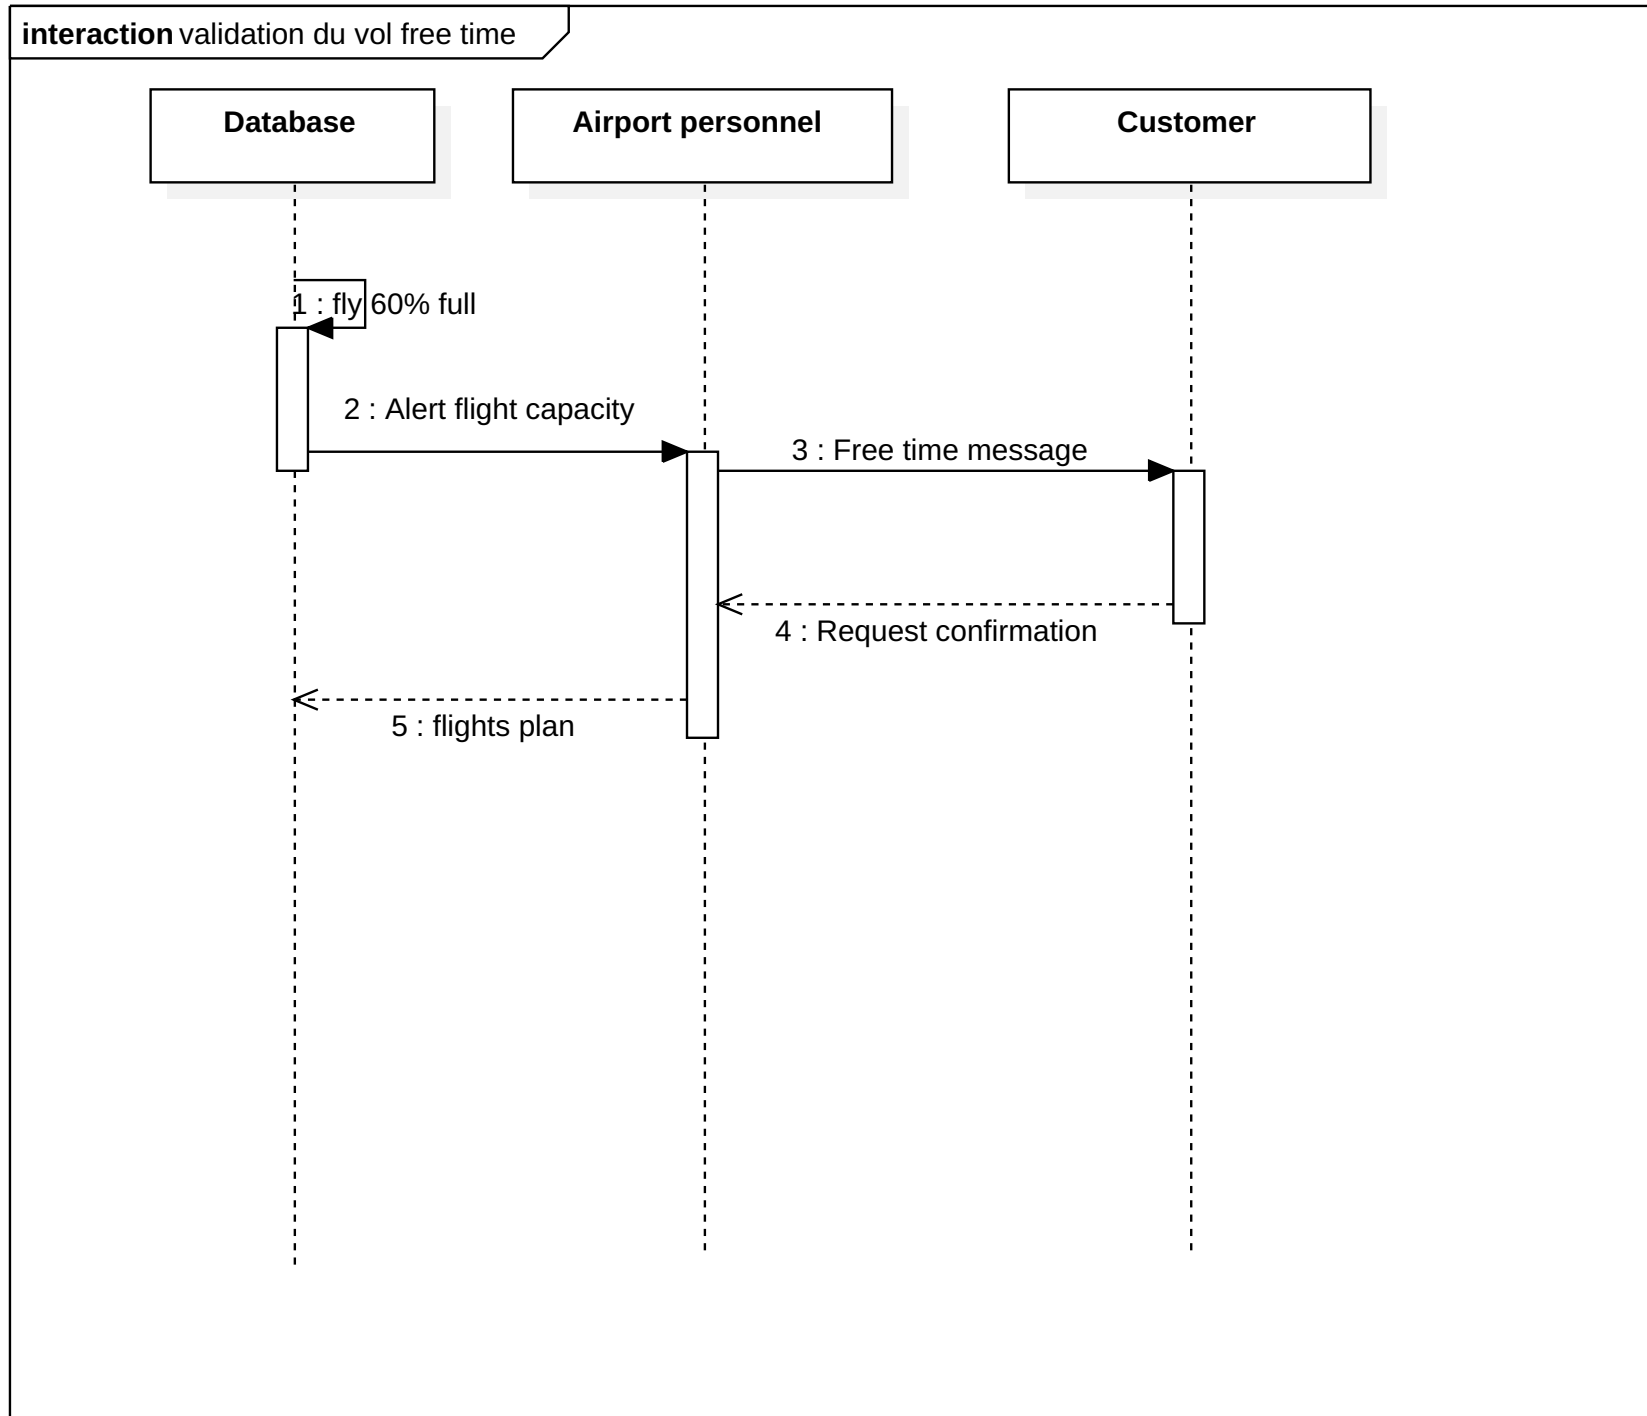 interaction validation du vol free time
Database
Airport personnel
Customer
1 : fly 60% full
2 : Alert flight capacity
3 : Free time message
4 : Request confirmation
5 : flights plan